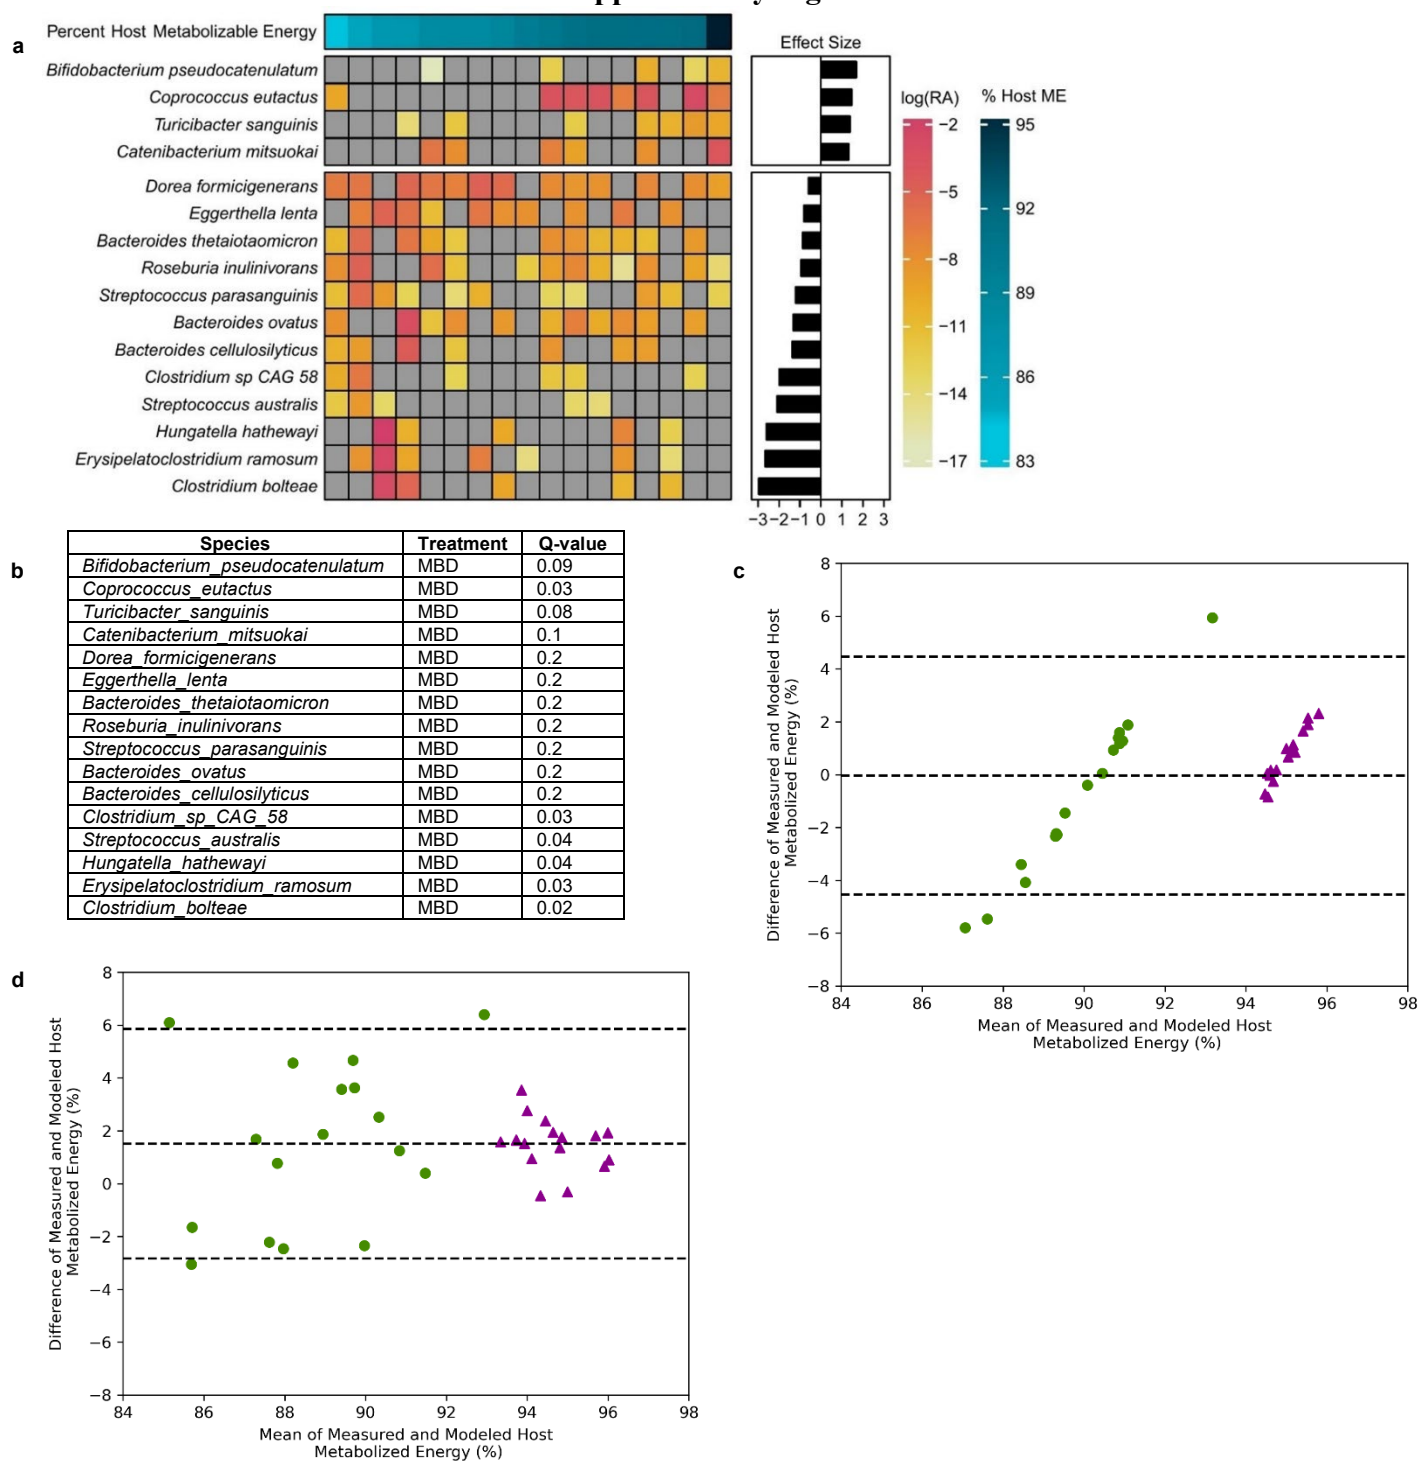 a
Percent Host Metabolizable Energy
Bifidobacterium pseudocatenulatum
Coprococcus eutactus
Turicibacter sanguinis
Catenibacterium mitsuokai
Dorea formicigenerans
Eggerthella lenta
Bacteroides thetaiotaomicron
Roseburia inulinivorans
Streptococcus parasanguinis
Bacteroides ovatus
Bacteroides cellulosilyticus
Clostridium sp CAG 58
Streptococcus australis
Hungatella hathewayi
Erysipelatoclostridium ramosum
Clostridium bolteae
Effect Size
−3 −2 −1 0 1 2 3
log(RA)
−2
−5
−8
−11
−14
−17
% Host ME
95
92
89
86
83
b
Species Treatment Q-value
Bifidobacterium_pseudocatenulatum MBD 0.09
Coprococcus_eutactus MBD 0.03
Turicibacter_sanguinis MBD 0.08
Catenibacterium_mitsuokai MBD 0.1
Dorea_formicigenerans MBD 0.2
Eggerthella_lenta MBD 0.2
Bacteroides_thetaiotaomicron MBD 0.2
Roseburia_inulinivorans MBD 0.2
Streptococcus_parasanguinis MBD 0.2
Bacteroides_ovatus MBD 0.2
Bacteroides_cellulosilyticus MBD 0.2
Clostridium_sp_CAG_58 MBD 0.03
Streptococcus_australis MBD 0.04
Hungatella_hathewayi MBD 0.04
Erysipelatoclostridium_ramosum MBD 0.03
Clostridium_bolteae MBD 0.02
c
Difference of Measured and Modeled Host
Metabolized Energy (%)
8
6
4
2
0
−2
−4
−6
−8
84 86 88 90 92 94 96 98
Mean of Measured and Modeled Host
Metabolized Energy (%)
d
Difference of Measured and Modeled Host
Metabolized Energy (%)
8
6
4
2
0
−2
−4
−6
−8
84 86 88 90 92 94 96 98
Mean of Measured and Modeled Host
Metabolized Energy (%)